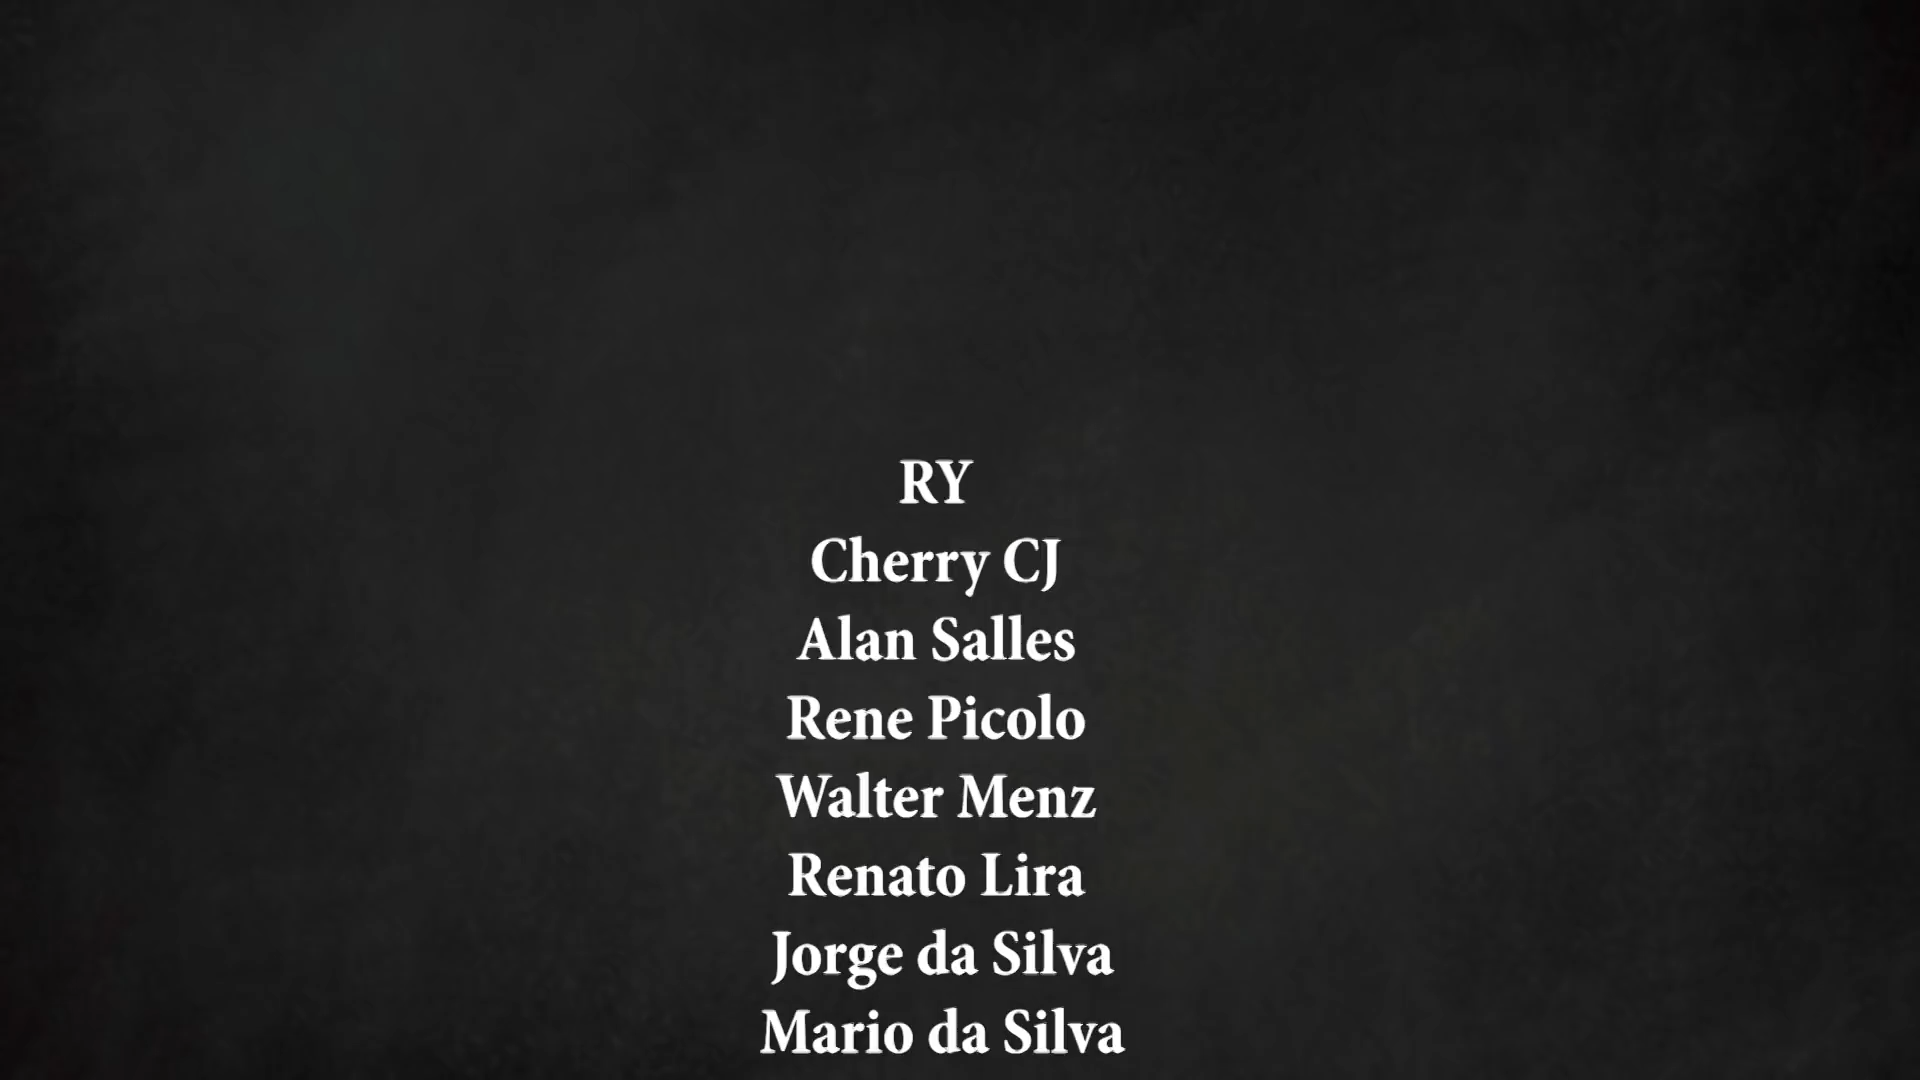 RY
Cherry CJ
Alan Salles
Rene Picolo
Walter Menz
Renato Lira
Jorge da Silva
Mario da Silva